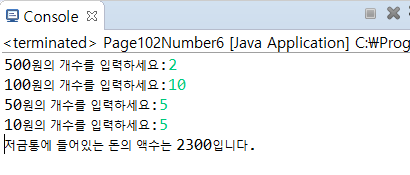 Console
<terminated> Page102Number6 [Java Application] C:₩Prog
500원의 개수를 입력하세요:2
100원의 개수를 입력하세요:10
50원의 개수를 입력하세요:5
10원의 개수를 입력하세요:5
저금통에 들어있는 돈의 액수는 2300입니다.